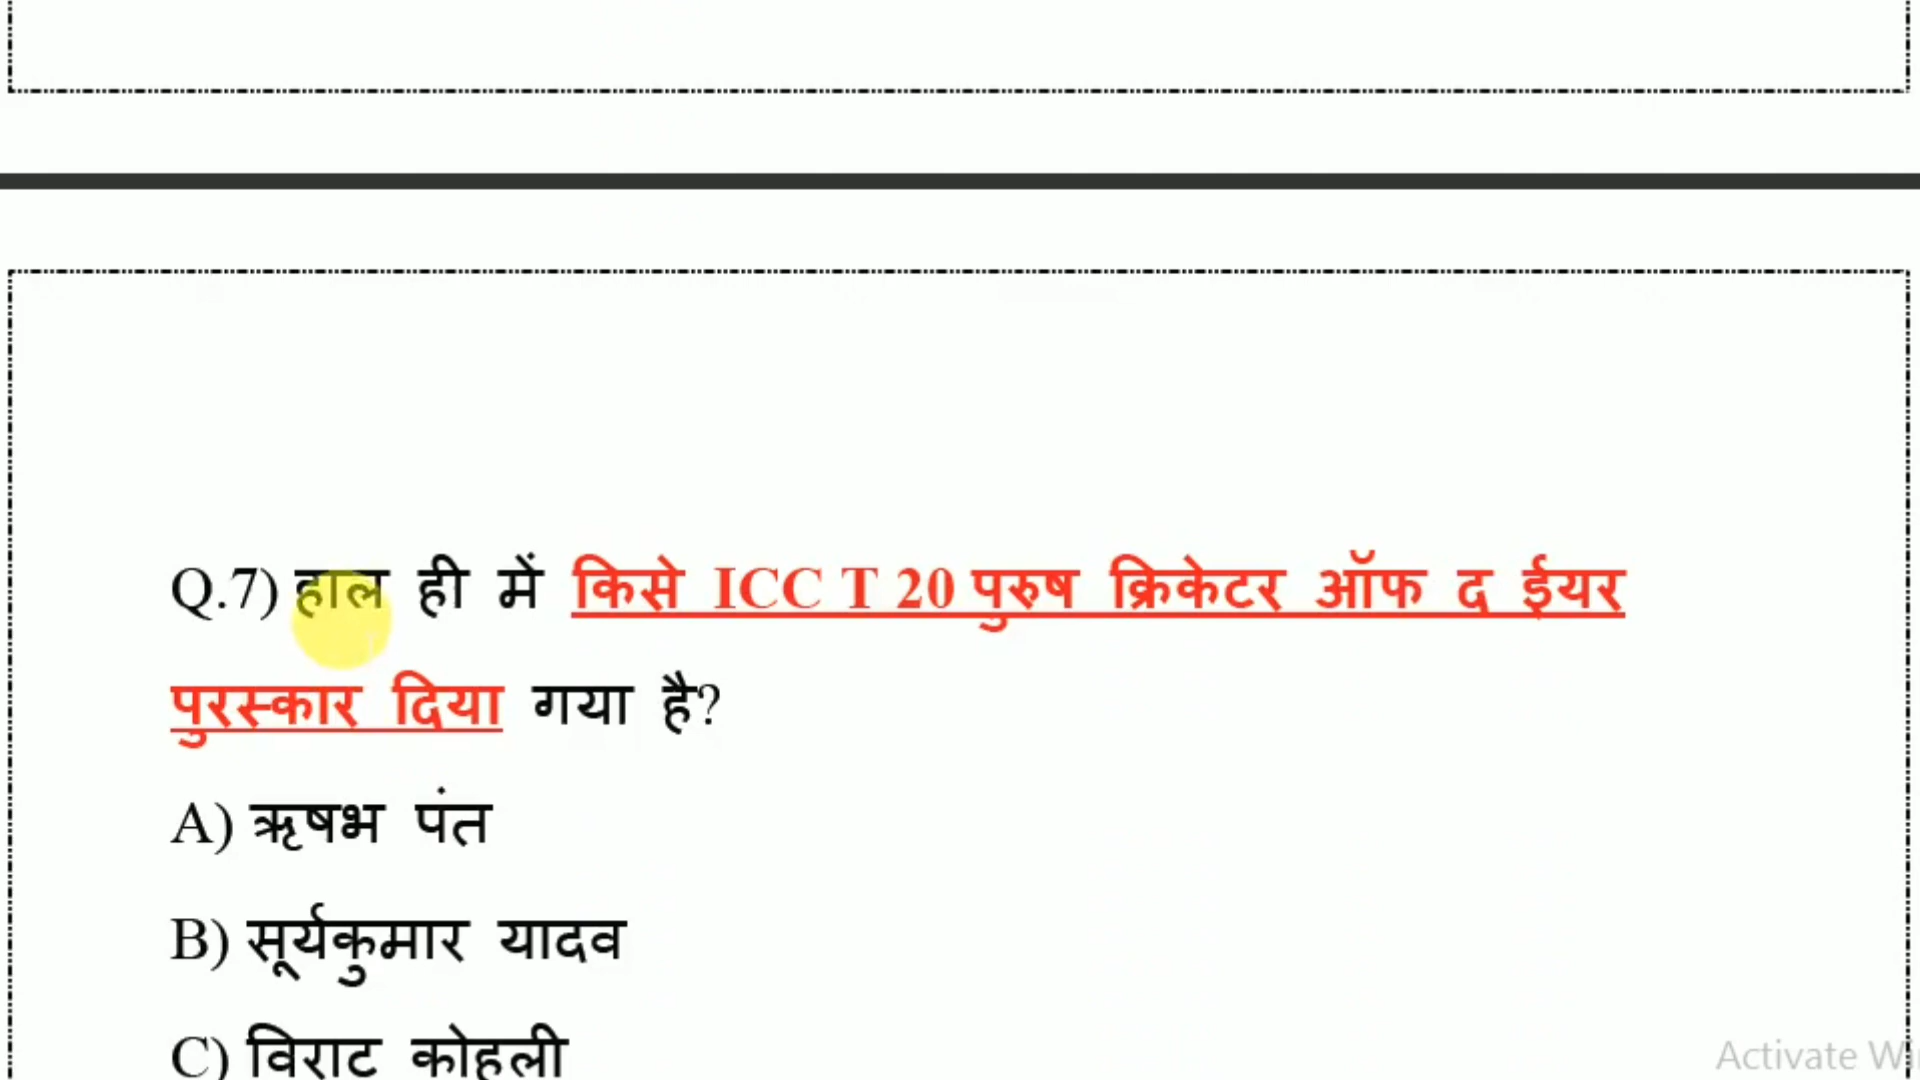 Q.7) हाल ही में किसे ICC T 20 पुरुष क्रिकेटर ऑफ द ईयर
पुरस्कार दिया गया है?
A) ऋषभ पंत
B) सूर्यकुमार यादव
C) विराट कोहली
Activate